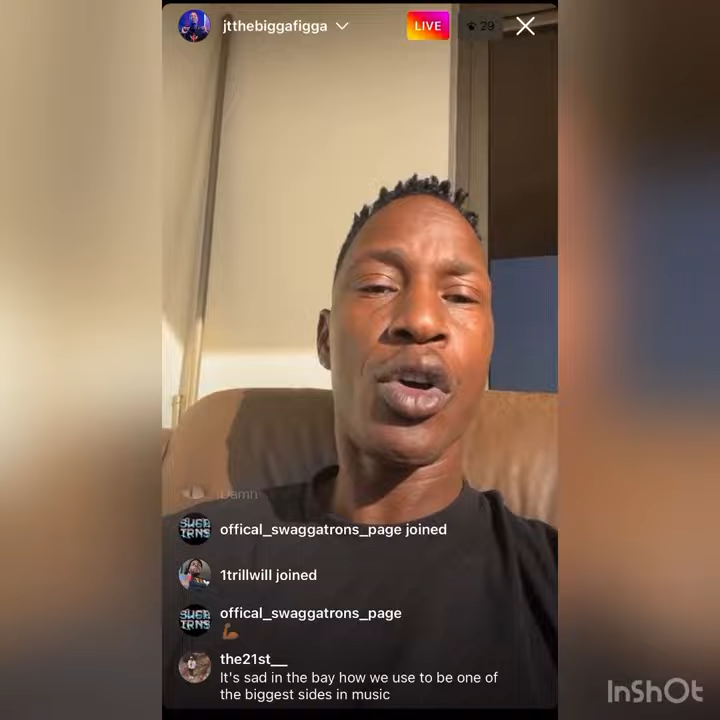 jtthebiggafigga
LIVE
29
Damn
offical_swaggatrons_page joined
1trillwill joined
offical_swaggatrons_page
the21st__
It's sad in the bay how we use to be one of
the biggest sides in music
InShOt